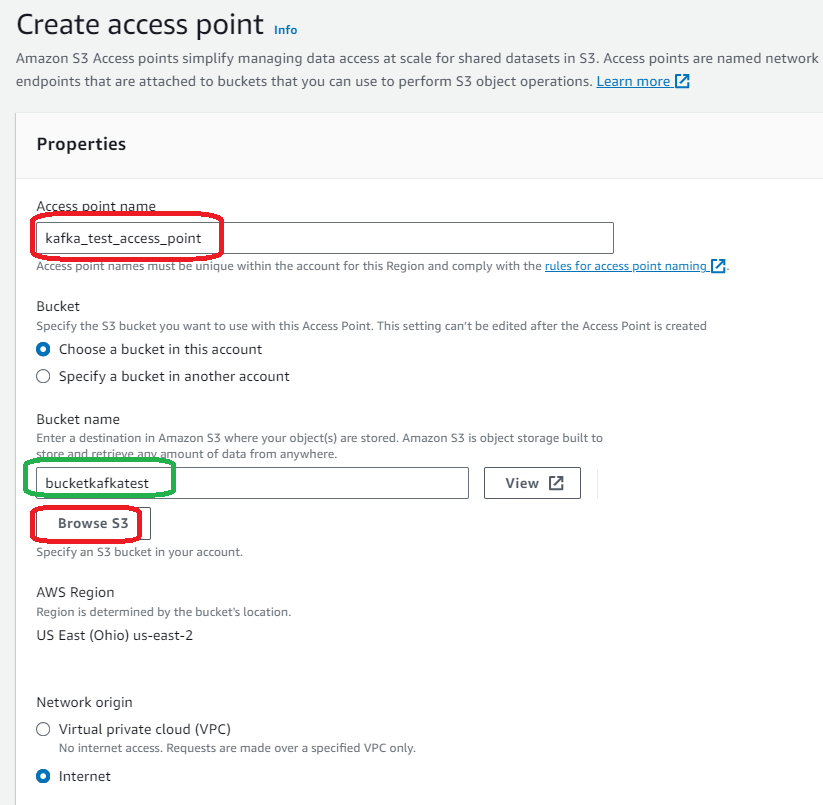 Create access point Info
Amazon S3 Access points simplify managing data access at scale for shared datasets in S3. Access points are named network
endpoints that are attached to buckets that you can use to perform S3 object operations. Learn more
Properties
Access point name
kafka_test_access_point
Access point names must be unique within the account for this Region and comply with the rules for access point naming.
Bucket
Specify the S3 bucket you want to use with this Access Point. This setting can't be edited after the Access Point is created
Choose a bucket in this account
Specify a bucket in another account
Bucket name
Enter a destination in Amazon S3 where your object(s) are stored. Amazon S3 is object storage built to
store and retrieve any amount of data from anywhere.
bucketkafkatest
View
Browse S3
Specify an S3 bucket in your account.
AWS Region
Region is determined by the bucket's location.
US East (Ohio) us-east-2
Network origin
Virtual private cloud (VPC)
No internet access. Requests are made over a specified VPC only.
Internet